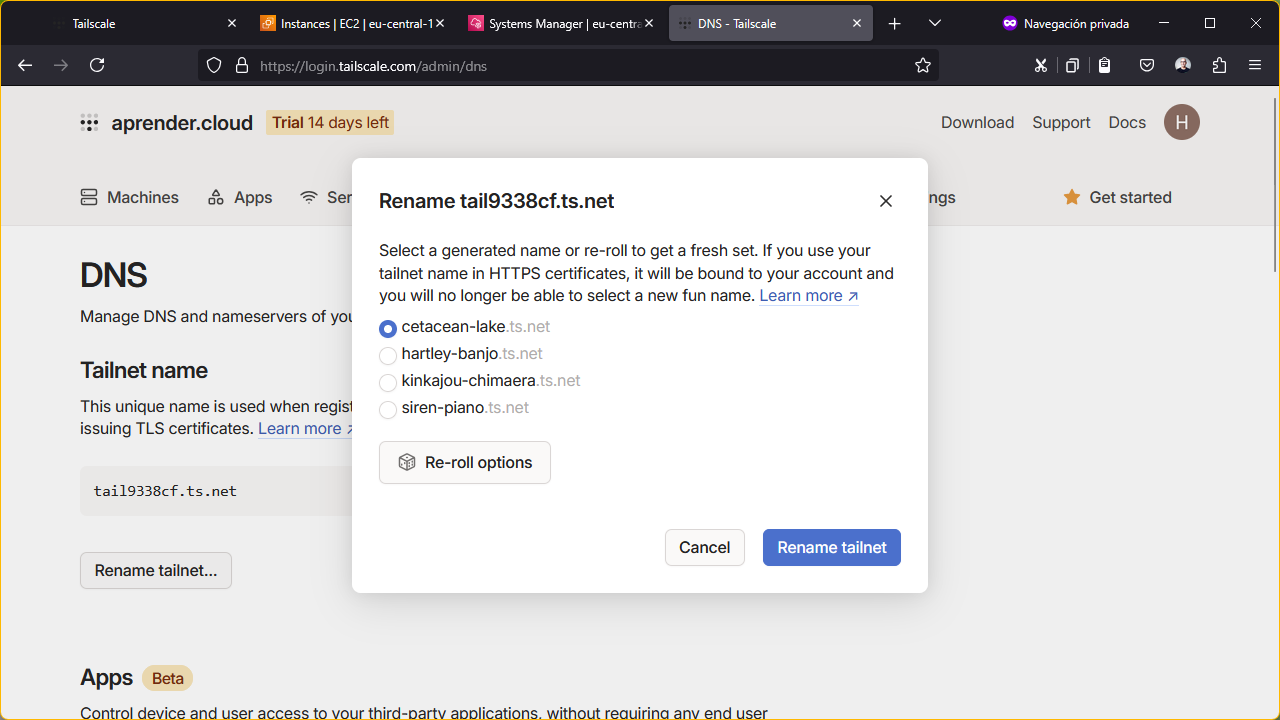 Tailscale
Instances | EC2 | eu-central-1
Systems Manager | eu-centra
DNS - Tailscale
Navegación privada
https://login.tailscale.com/admin/dns
aprender.cloud
Trial 14 days left
Download
Support
Docs
H
Machines
Apps
Ser
ngs
Get started
DNS
Manage DNS and nameservers of you
Tailnet name
This unique name is used when regist
issuing TLS certificates. Learn more ↗
tail9338cf.ts.net
Rename tailnet...
Apps
Beta
Control device and user access to your third-party applications, without requiring any end user
Rename tail9338cf.ts.net
Select a generated name or re-roll to get a fresh set. If you use your
tailnet name in HTTPS certificates, it will be bound to your account and
you will no longer be able to select a new fun name. Learn more ↗
cetacean-lake.ts.net
hartley-banjo.ts.net
kinkajou-chimaera.ts.net
siren-piano.ts.net
Re-roll options
Cancel
Rename tailnet